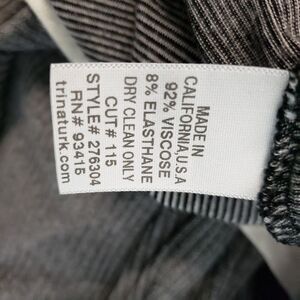 MADE IN
CALIFORNIA,U.S.A
92% VISCOSE
8% ELASTHANE
DRY CLEAN ONLY
CUT# 115
STYLE# 276304
RN# 93415
trinaturk.com